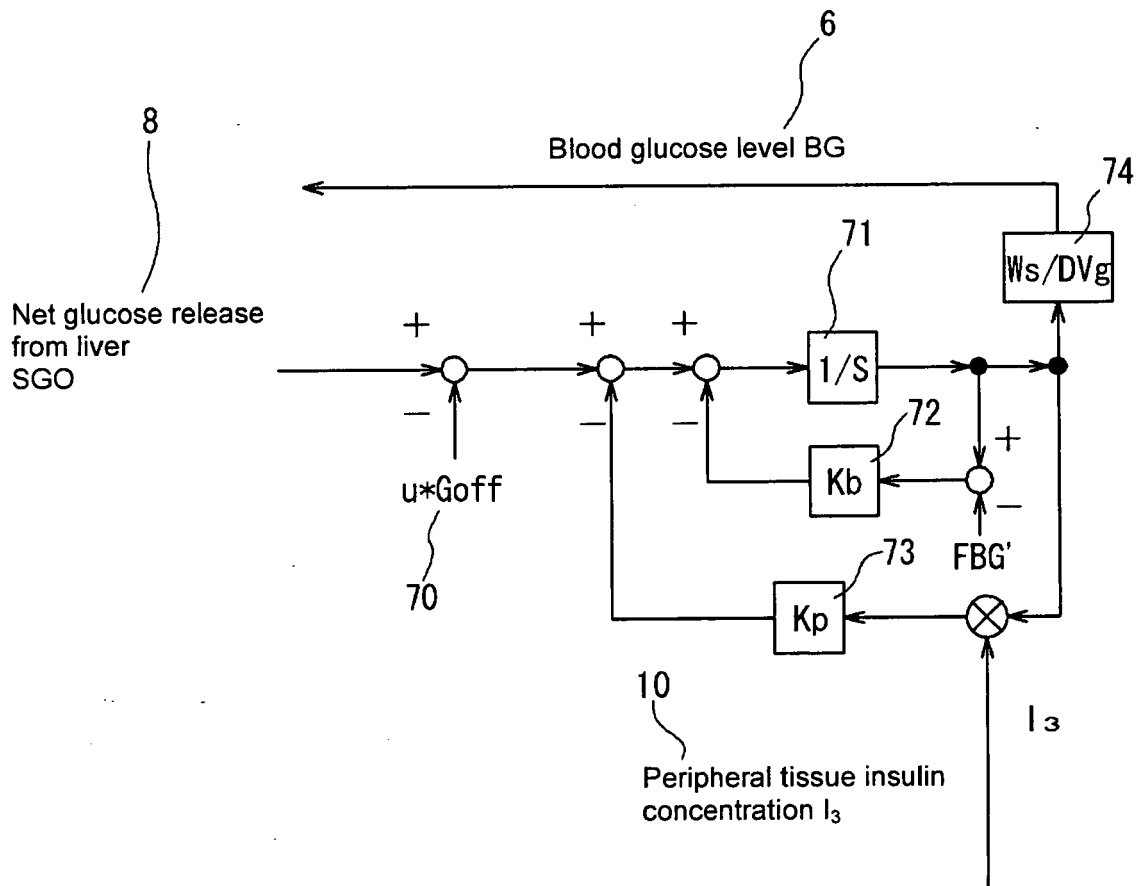 6
8
Blood glucose level BG
74
Ws/DVg
71
Net glucose release
from liver
SGO
+
+
+
1/S
−
−
−
72
+
Kb
−
u*Goff
FBG'
70
73
Kp
10
I₃
Peripheral tissue insulin
concentration I₃